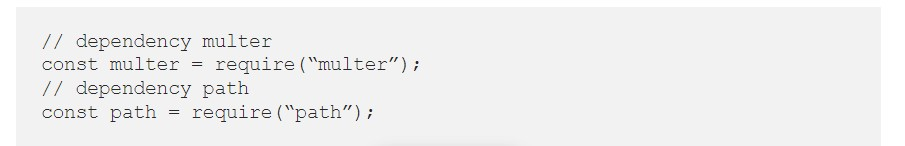 // dependency multer
const multer = require(“multer”);
// dependency path
const path = require(“path”);